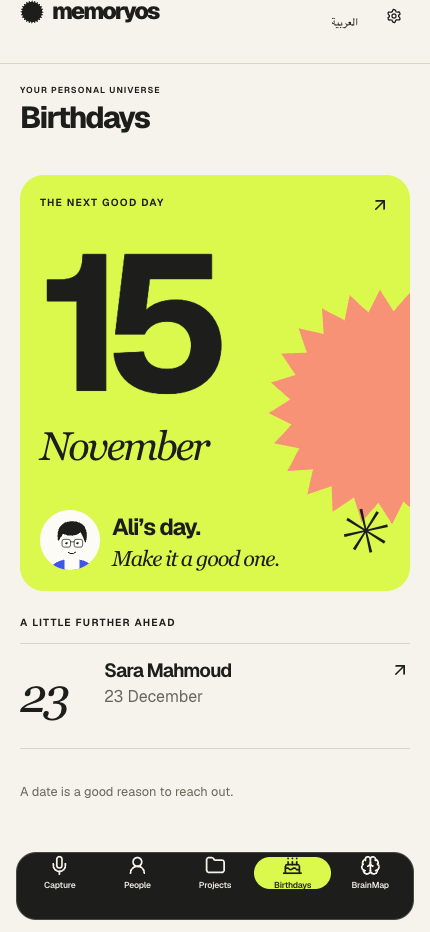 memoryos
العربية
YOUR PERSONAL UNIVERSE
Birthdays
THE NEXT GOOD DAY
15
November
Ali’s day.
Make it a good one.
A LITTLE FURTHER AHEAD
23
Sara Mahmoud
23 December
A date is a good reason to reach out.
Capture
People
Projects
Birthdays
BrainMap